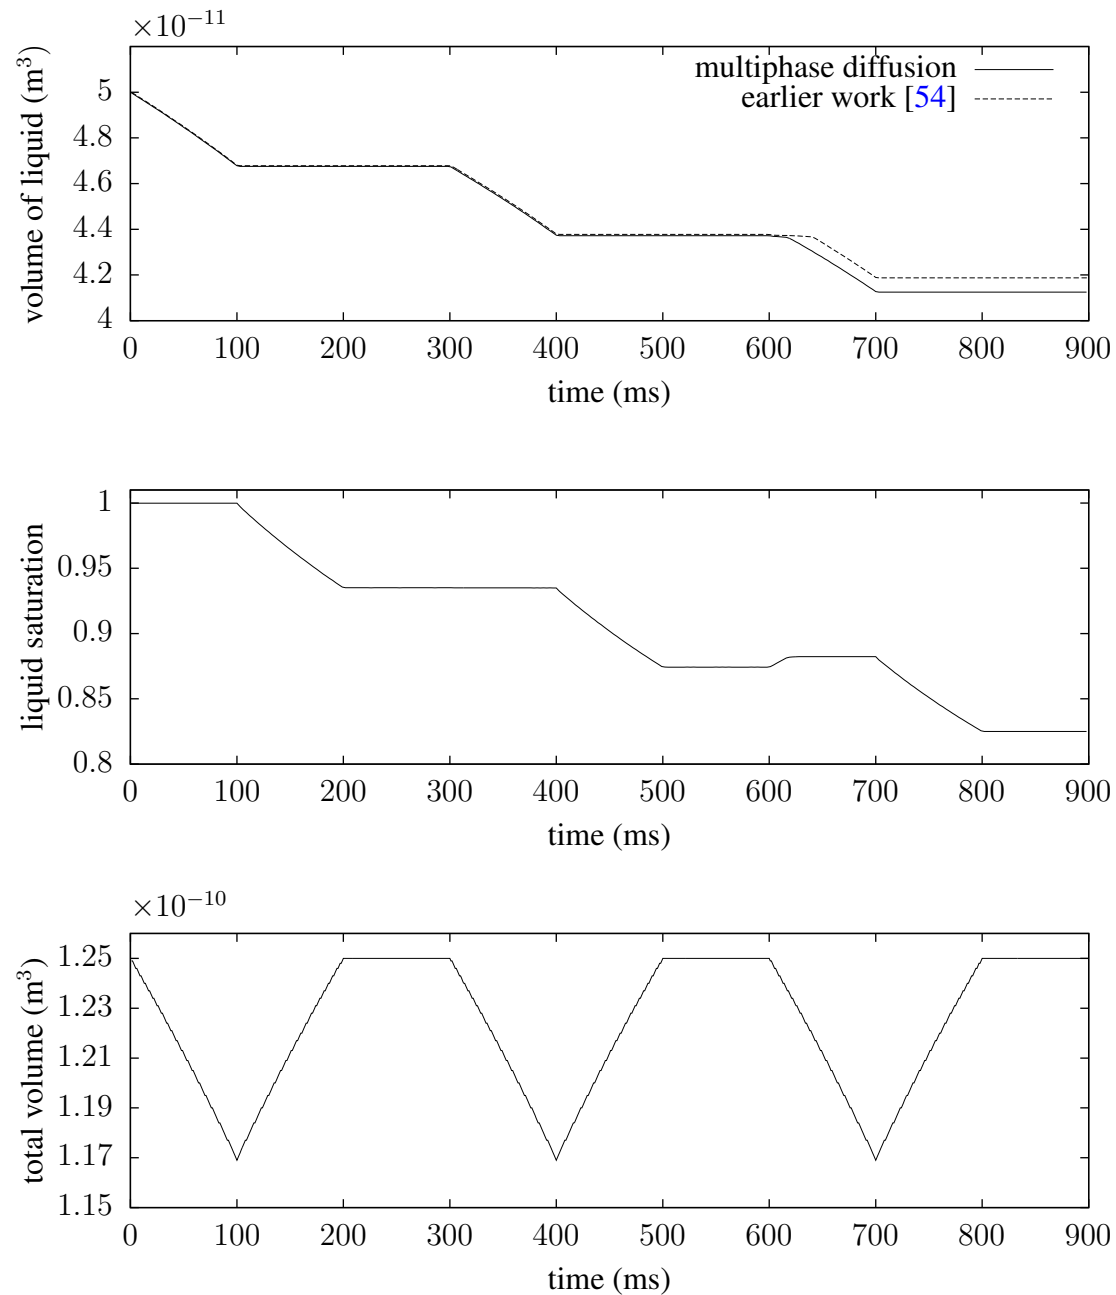 ×10⁻¹¹
volume of liquid (m³)
multiphase diffusion
earlier work [54]
5
4.8
4.6
4.4
4.2
4
0 100 200 300 400 500 600 700 800 900
time (ms)
liquid saturation
1
0.95
0.9
0.85
0.8
0 100 200 300 400 500 600 700 800 900
time (ms)
×10⁻¹⁰
total volume (m³)
1.25
1.23
1.21
1.19
1.17
1.15
0 100 200 300 400 500 600 700 800 900
time (ms)